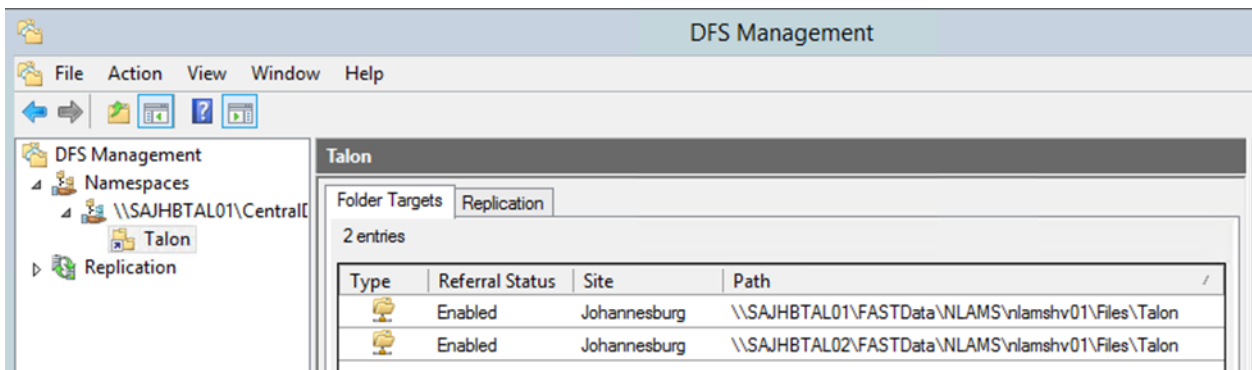 DFS Management
File Action View Window Help
DFS Management
Namespaces
\\SAJHBTAL01\Central
Talon
Replication
Talon
Folder Targets Replication
2 entries
Type Referral Status Site Path
Enabled Johannesburg \\SAJHBTAL01\FASTData\NLAMS\nlamshv01\Files\Talon
Enabled Johannesburg \\SAJHBTAL02\FASTData\NLAMS\nlamshv01\Files\Talon